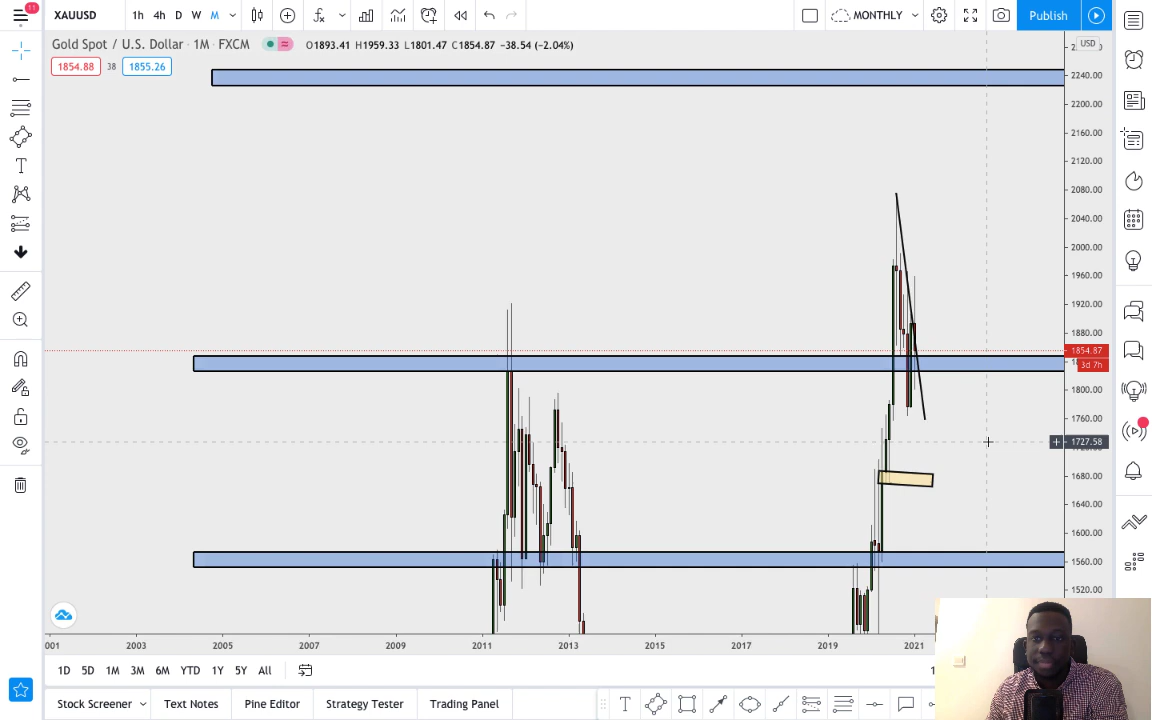 11
XAUUSD 1h 4h D W M MONTHLY Publish
Gold Spot / U.S. Dollar · 1M · FXCM O1893.41 H1959.33 L1801.47 C1854.87 −38.54 (−2.04%)
USD
1854.88 38 1855.26
2240.00
2200.00
2160.00
2120.00
2080.00
2040.00
2000.00
1960.00
1920.00
1880.00
1854.87
3d 7h
1800.00
1760.00
1727.58
1680.00
1640.00
1600.00
1560.00
1520.00
001 2003 2005 2007 2009 2011 2013 2015 2017 2019 2021
1D 5D 1M 3M 6M YTD 1Y 5Y All
Stock Screener Text Notes Pine Editor Strategy Tester Trading Panel